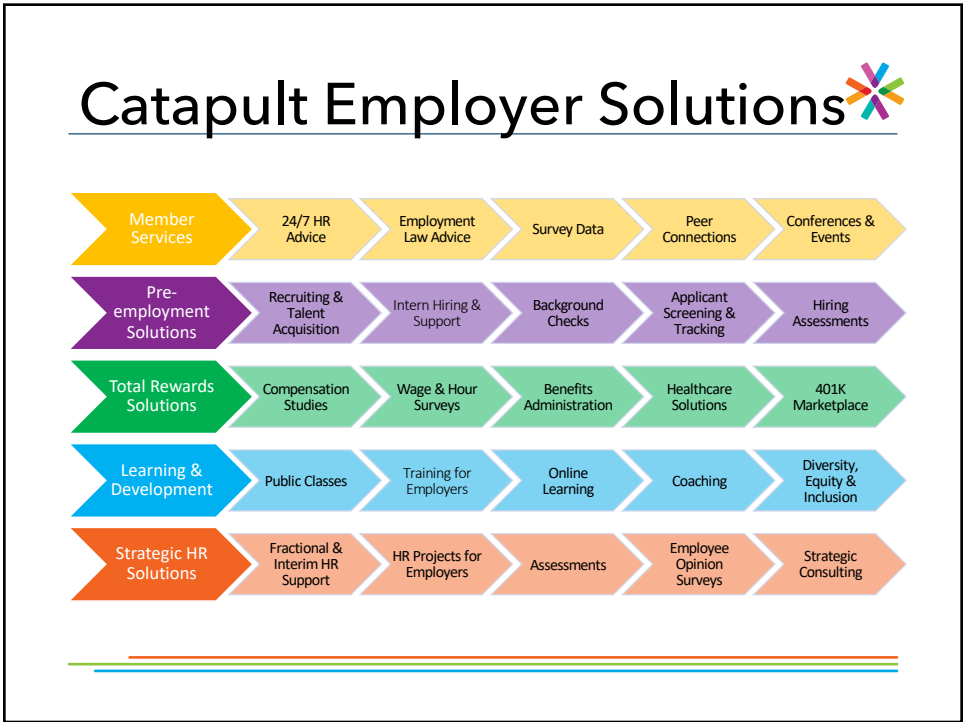 Catapult Employer Solutions
Member
Services
24/7 HR
Advice
Employment
Law Advice
Survey Data
Peer
Connections
Conferences &
Events
Pre-
employment
Solutions
Recruiting &
Talent
Acquisition
Intern Hiring &
Support
Background
Checks
Applicant
Screening &
Tracking
Hiring
Assessments
Total Rewards
Solutions
Compensation
Studies
Wage & Hour
Surveys
Benefits
Administration
Healthcare
Solutions
401K
Marketplace
Learning &
Development
Public Classes
Training for
Employers
Online
Learning
Coaching
Diversity,
Equity &
Inclusion
Strategic HR
Solutions
Fractional &
Interim HR
Support
HR Projects for
Employers
Assessments
Employee
Opinion
Surveys
Strategic
Consulting